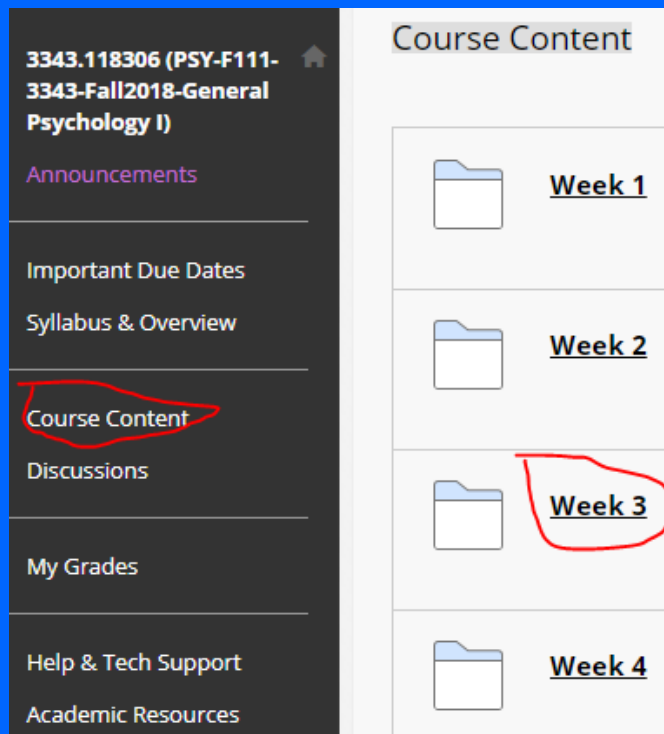 3343.118306 (PSY-F111-
3343-Fall2018-General
Psychology I)
Announcements
Important Due Dates
Syllabus & Overview
Course Content
Discussions
My Grades
Help & Tech Support
Academic Resources
Course Content
Week 1
Week 2
Week 3
Week 4